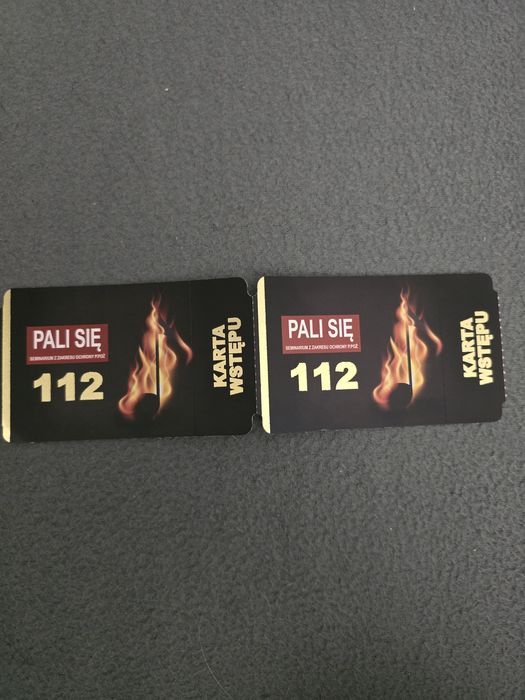 PALI SIĘ
SEMINARIUM Z ZAKRESU OCHRONY P.POŻ
112
KARTA
WSTĘPU
PALI SIĘ
SEMINARIUM Z ZAKRESU OCHRONY P.POŻ
112
KARTA
WSTĘPU